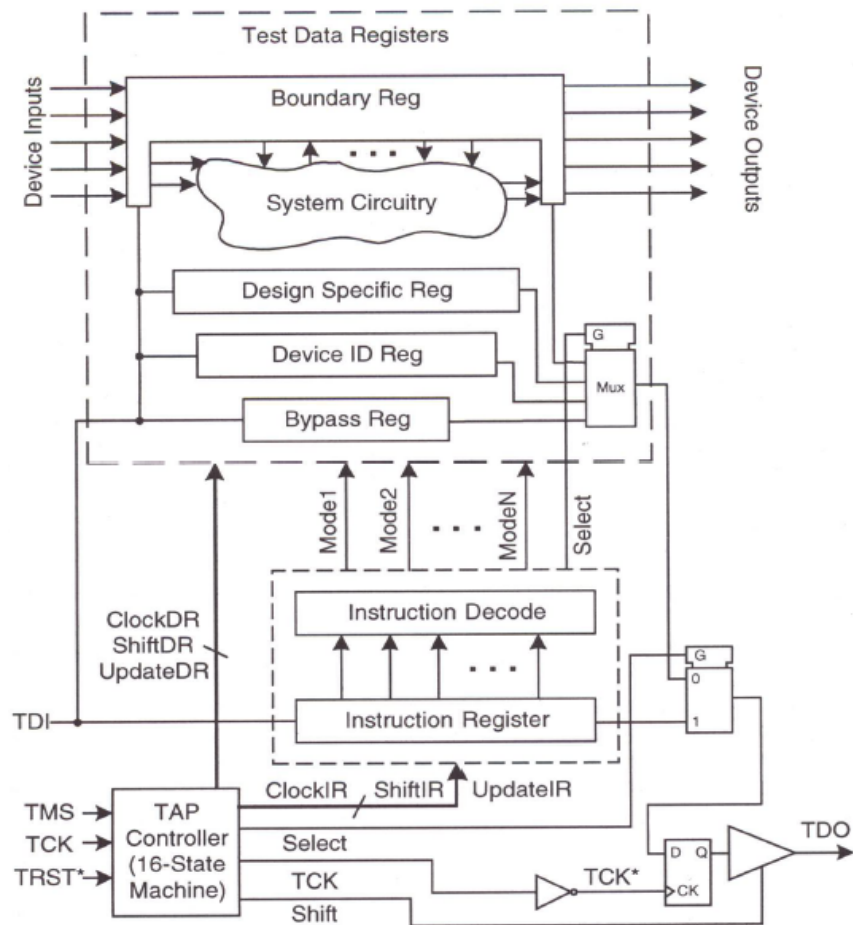 Test Data Registers
Device Inputs
Boundary Reg
Device Outputs
System Circuitry
Design Specific Reg
G
Device ID Reg
Mux
Bypass Reg
Mode1
Mode2
ModeN
Select
Instruction Decode
ClockDR
ShiftDR
UpdateDR
G
0
TDI
Instruction Register
1
ClockIR
ShiftIR
UpdateIR
TMS
TCK
TRST*
TAP
Controller
(16-State
Machine)
Select
TCK
Shift
TCK*
D
Q
CK
TDO